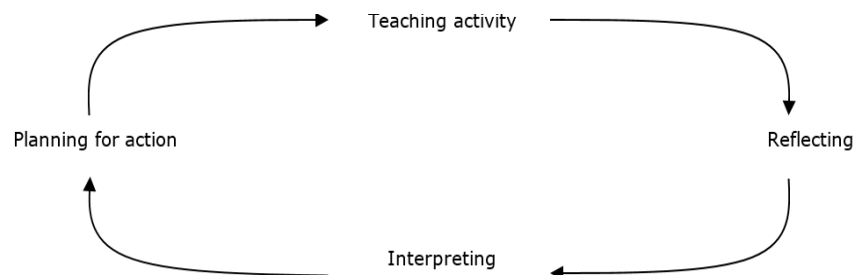 Teaching activity
Planning for action
Reflecting
Interpreting